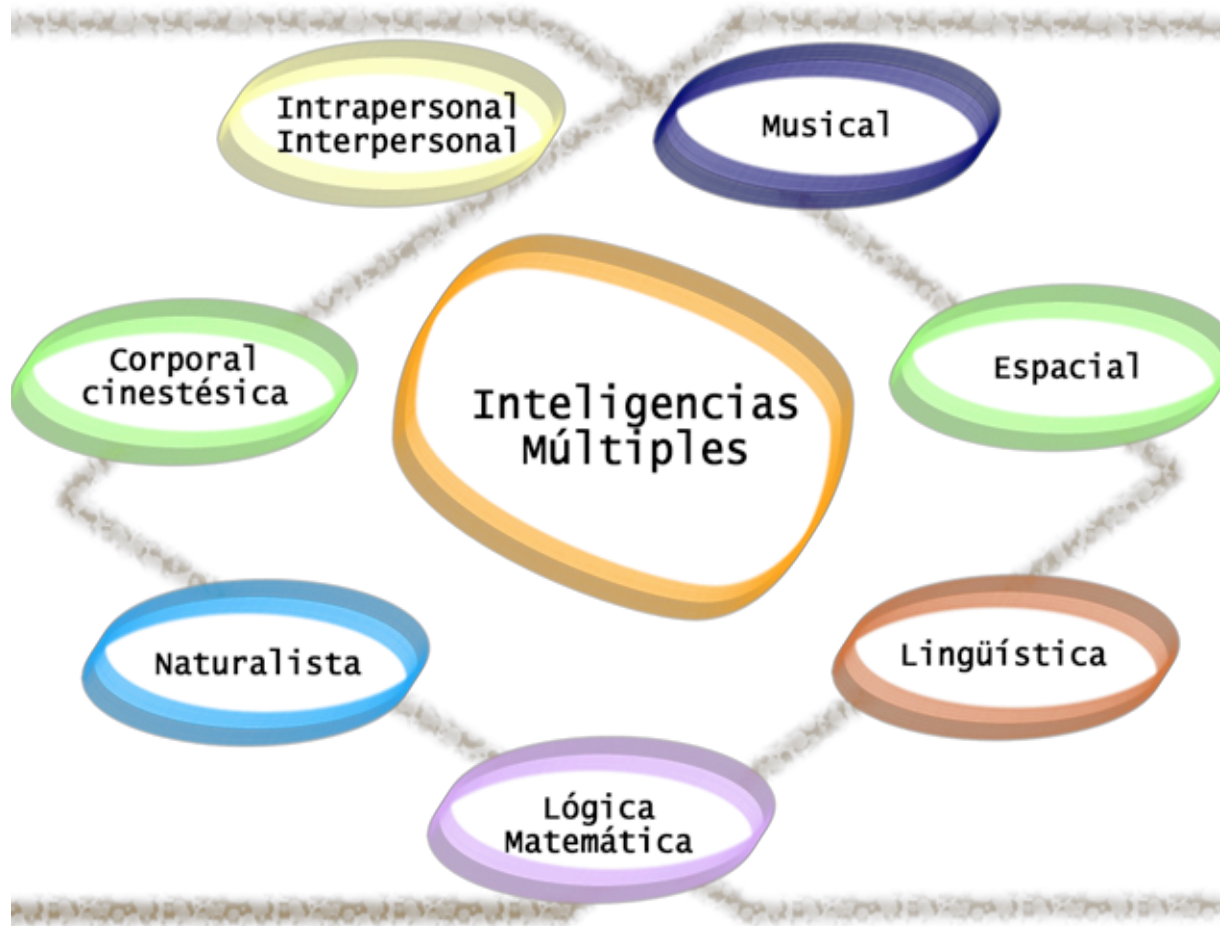 Intrapersonal
Interpersonal
Musical
Corporal
cinestésica
Inteligencias
Múltiples
Espacial
Naturalista
Lingüística
Lógica
Matemática